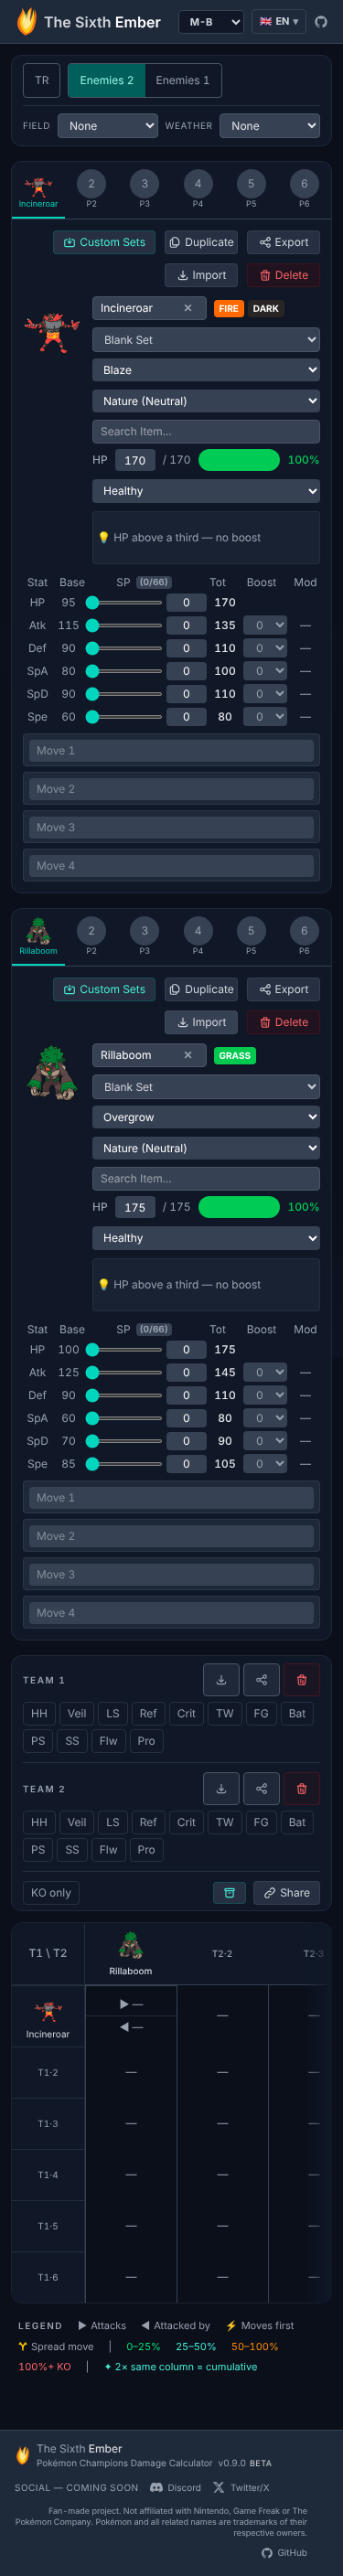 The Sixth Ember M-B EN ▾
TR Enemies 2 Enemies 1
FIELD None WEATHER None
2 3 4 5 6
Incineroar P2 P3 P4 P5 P6
Custom Sets Duplicate Export
Import Delete
Incineroar × FIRE DARK
Blank Set
Blaze
Nature (Neutral)
Search Item...
HP 170 / 170 100%
Healthy
💡 HP above a third — no boost
Stat Base SP (0/66) Tot Boost Mod
HP 95 0 170
Atk 115 0 135 0 —
Def 90 0 110 0 —
SpA 80 0 100 0 —
SpD 90 0 110 0 —
Spe 60 0 80 0 —
Move 1
Move 2
Move 3
Move 4
2 3 4 5 6
Rillaboom P2 P3 P4 P5 P6
Custom Sets Duplicate Export
Import Delete
Rillaboom × GRASS
Blank Set
Overgrow
Nature (Neutral)
Search Item...
HP 175 / 175 100%
Healthy
💡 HP above a third — no boost
Stat Base SP (0/66) Tot Boost Mod
HP 100 0 175
Atk 125 0 145 0 —
Def 90 0 110 0 —
SpA 60 0 80 0 —
SpD 70 0 90 0 —
Spe 85 0 105 0 —
Move 1
Move 2
Move 3
Move 4
TEAM 1
HH Veil LS Ref Crit TW FG Bat
PS SS Flw Pro
TEAM 2
HH Veil LS Ref Crit TW FG Bat
PS SS Flw Pro
KO only Share
T1 \ T2 Rillaboom T2·2 T2·3
Incineroar ▶ — — —
◀ —
T1·2 — — —
T1·3 — — —
T1·4 — — —
T1·5 — — —
T1·6 — — —
LEGEND ▶ Attacks ◀ Attacked by ⚡ Moves first
Spread move | 0–25% 25–50% 50–100%
100%+ KO | ✦ 2× same column = cumulative
The Sixth Ember
Pokémon Champions Damage Calculator v0.9.0 BETA
SOCIAL — COMING SOON Discord Twitter/X
Fan-made project. Not affiliated with Nintendo, Game Freak or The
Pokémon Company. Pokémon and all related names are trademarks of their
respective owners.
GitHub